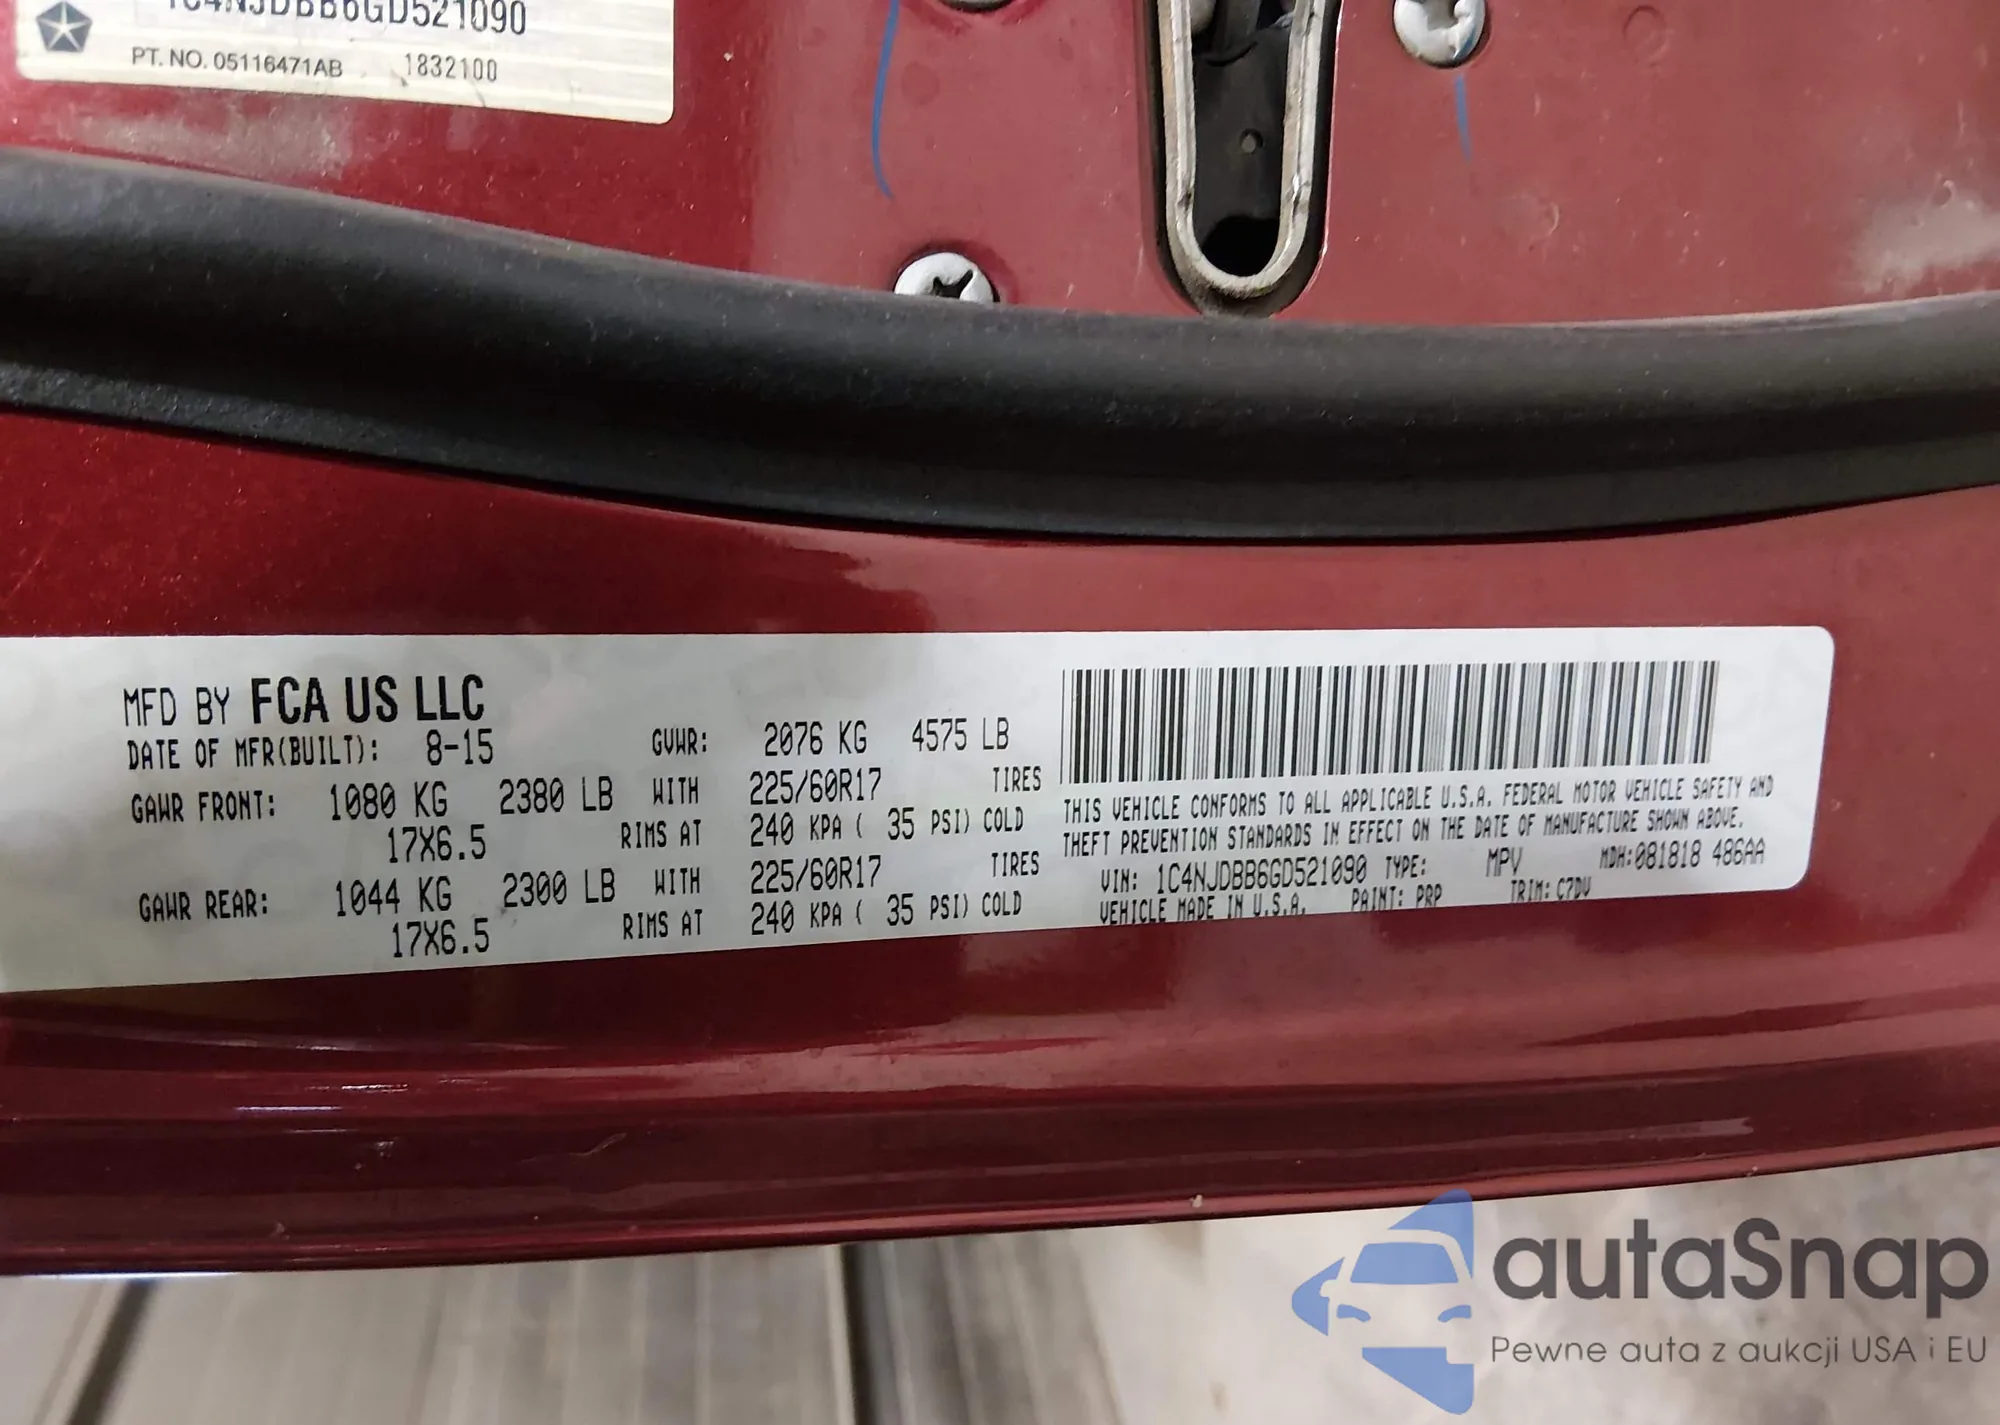 1C4NJDBB6GD521090
PT. NO. 05116471AB 1832100
MFD BY FCA US LLC
DATE OF MFR(BUILT): 8-15 GVWR: 2076 KG 4575 LB
GAWR FRONT: 1080 KG 2380 LB WITH 225/60R17 TIRES
17X6.5 RIMS AT 240 KPA ( 35 PSI) COLD
GAWR REAR: 1044 KG 2300 LB WITH 225/60R17 TIRES
17X6.5 RIMS AT 240 KPA ( 35 PSI) COLD
THIS VEHICLE CONFORMS TO ALL APPLICABLE U.S.A. FEDERAL MOTOR VEHICLE SAFETY AND
THEFT PREVENTION STANDARDS IN EFFECT ON THE DATE OF MANUFACTURE SHOWN ABOVE.
VIN: 1C4NJDBB6GD521090 TYPE: MPV MDH:081818 486AA
VEHICLE MADE IN U.S.A. PAINT: PRP TRIM: C7DV
autaSnap
Pewne auta z aukcji USA i EU